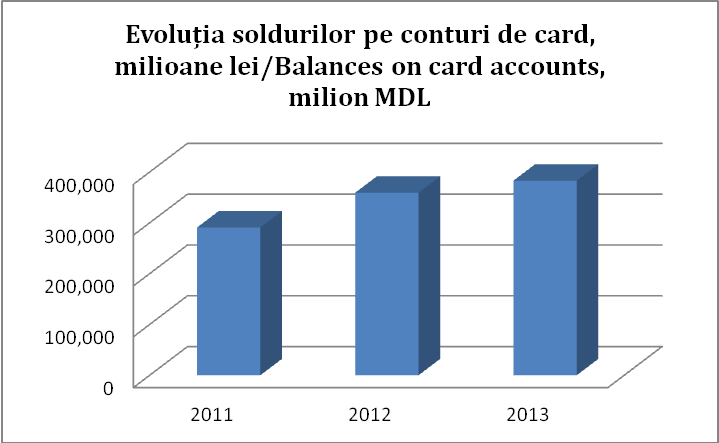 Evoluția soldurilor pe conturi de card,
milioane lei/Balances on card accounts,
milion MDL
400,000
300,000
200,000
100,000
0
2011 2012 2013